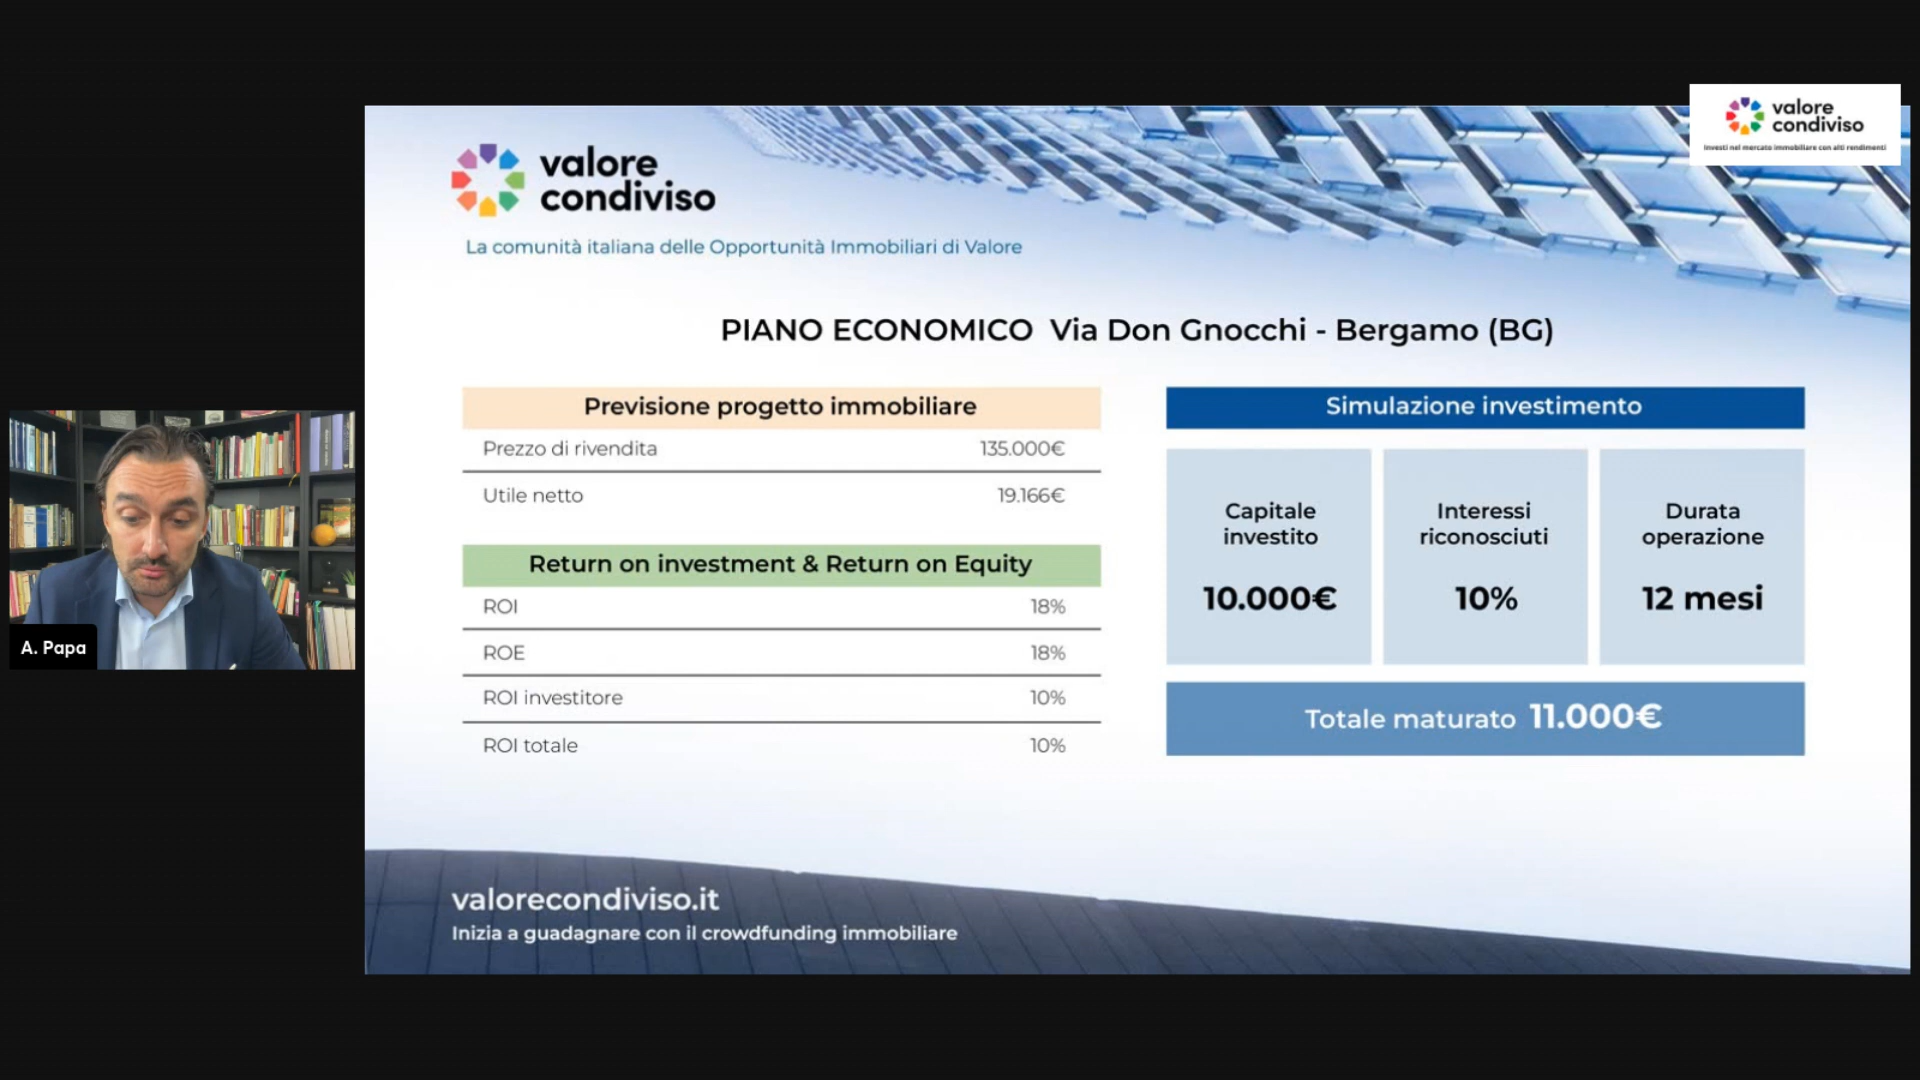 valore
condiviso
La comunità italiana delle Opportunità Immobiliari di Valore
valore
condiviso
Investi nel mercato immobiliare con alti rendimenti
PIANO ECONOMICO Via Don Gnocchi - Bergamo (BG)
Previsione progetto immobiliare
Prezzo di rivendita 135.000€
Utile netto 19.166€
Return on investment & Return on Equity
ROI 18%
ROE 18%
ROI investitore 10%
ROI totale 10%
Simulazione investimento
Capitale
investito
10.000€
Interessi
riconosciuti
10%
Durata
operazione
12 mesi
Totale maturato 11.000€
A. Papa
valorecondiviso.it
Inizia a guadagnare con il crowdfunding immobiliare